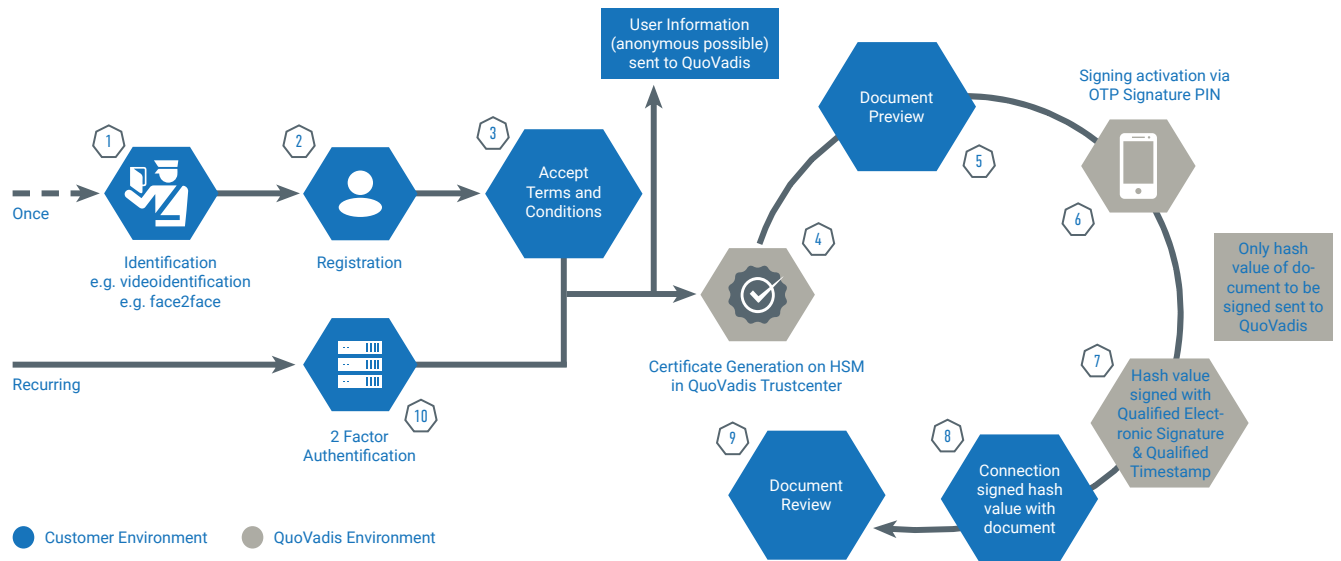 User Information
(anonymous possible)
sent to QuoVadis
Signing activation via
OTP Signature PIN
Document
Preview
1
2
3
5
Accept
Terms and
Conditions
Once
4
6
Identification
e.g. videoidentification
e.g. face2face
Registration
Only hash
value of do-
cument to be
signed sent to
QuoVadis
Certificate Generation on HSM
in QuoVadis Trustcenter
7
Hash value
signed with
Qualified Elect-
ronic Signature
& Qualified
Timestamp
Recurring
10
2 Factor
Authentification
9
8
Document
Review
Connection
signed hash
value with
document
Customer Environment
QuoVadis Environment